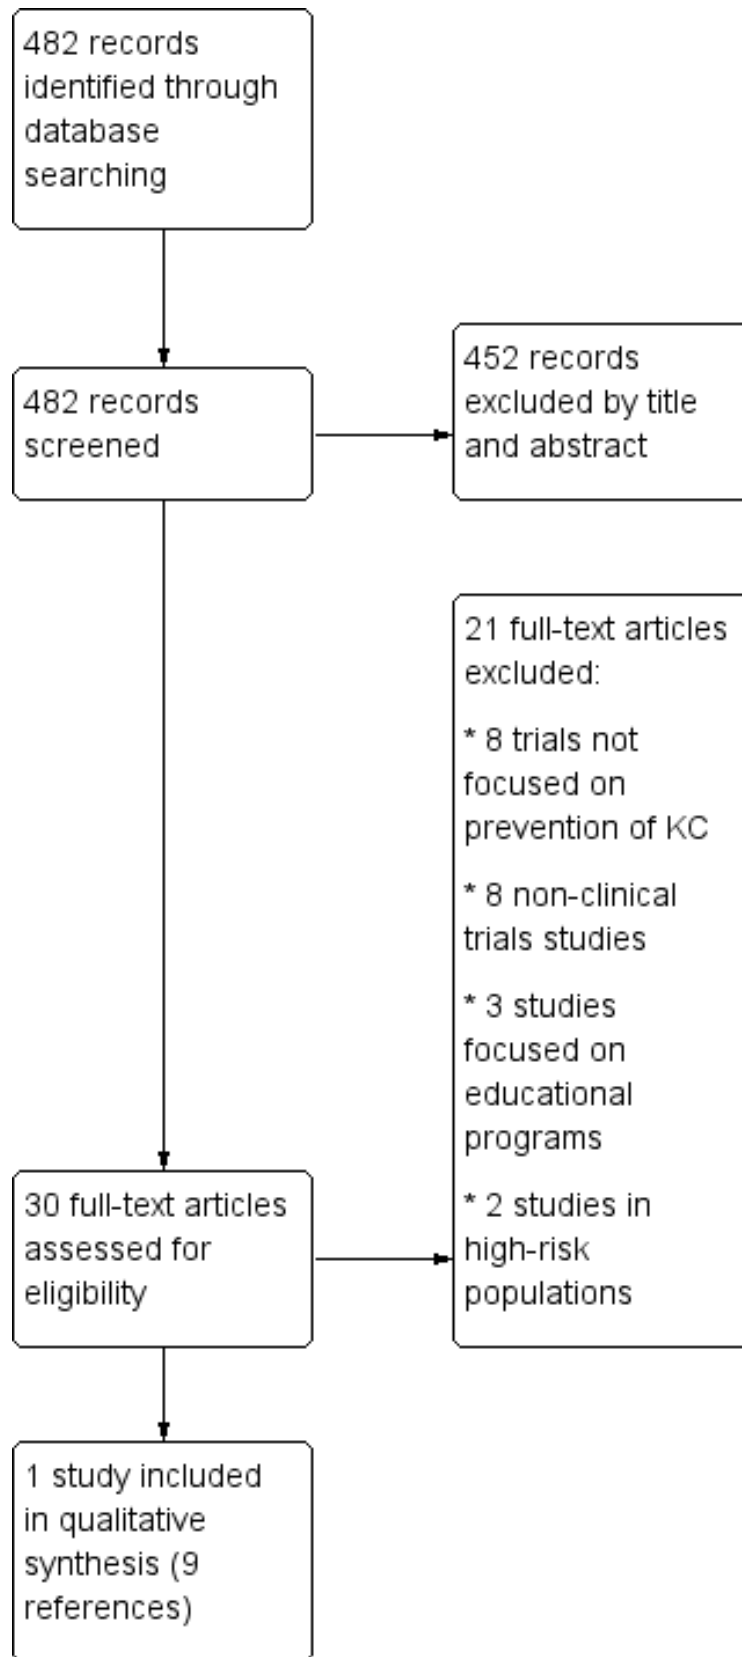 482 records
identified through
database
searching
482 records
screened
452 records
excluded by title
and abstract
21 full-text articles
excluded:
* 8 trials not
focused on
prevention of KC
* 8 non-clinical
trials studies
* 3 studies
focused on
educational
programs
* 2 studies in
high-risk
populations
30 full-text articles
assessed for
eligibility
1 study included
in qualitative
synthesis (9
references)